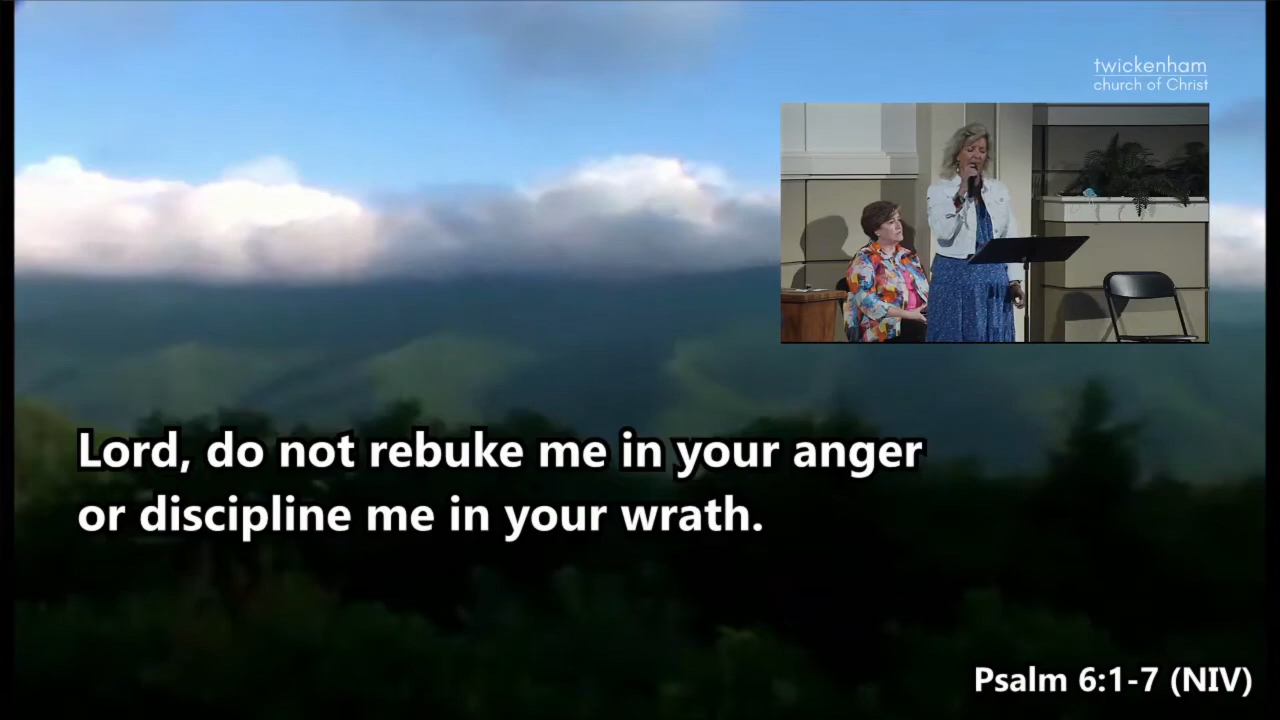 twickenham
church of Christ
Lord, do not rebuke me in your anger
or discipline me in your wrath.
Psalm 6:1-7 (NIV)